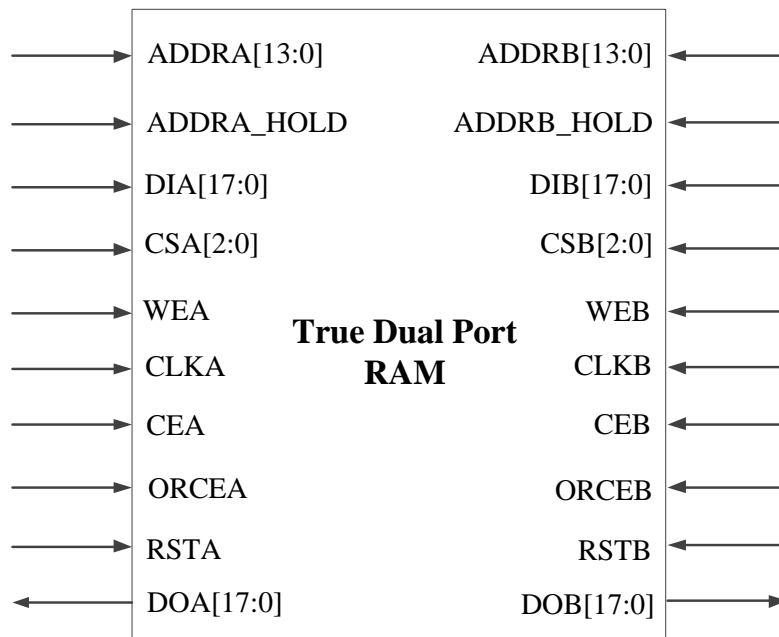 ADDRA[13:0] ADDRB[13:0]
ADDRA_HOLD ADDRB_HOLD
DIA[17:0] DIB[17:0]
CSA[2:0] CSB[2:0]
WEA WEB
True Dual Port
CLKA CLKB
RAM
CEA CEB
ORCEA ORCEB
RSTA RSTB
DOA[17:0] DOB[17:0]